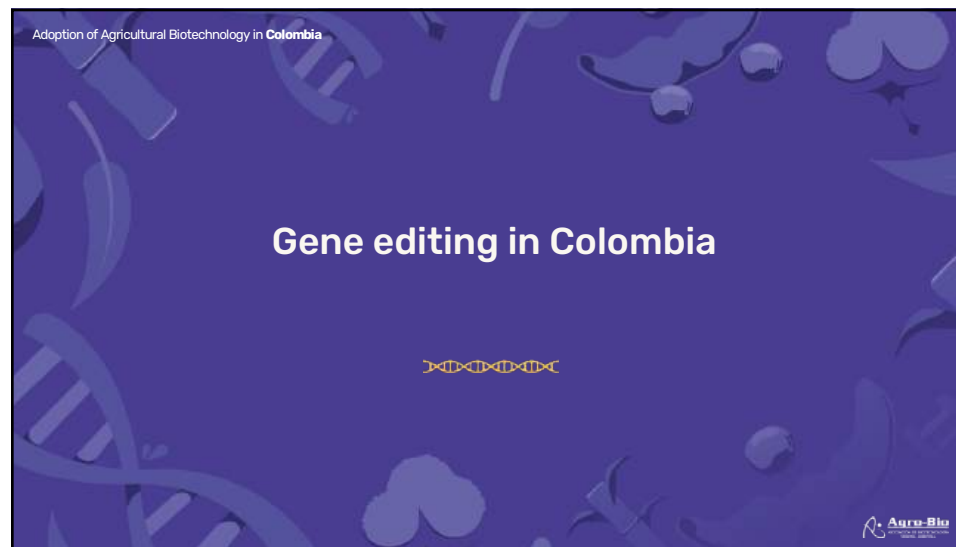 Adoption of Agricultural Biotechnology in Colombia
Gene editing in Colombia
Agro-Bio